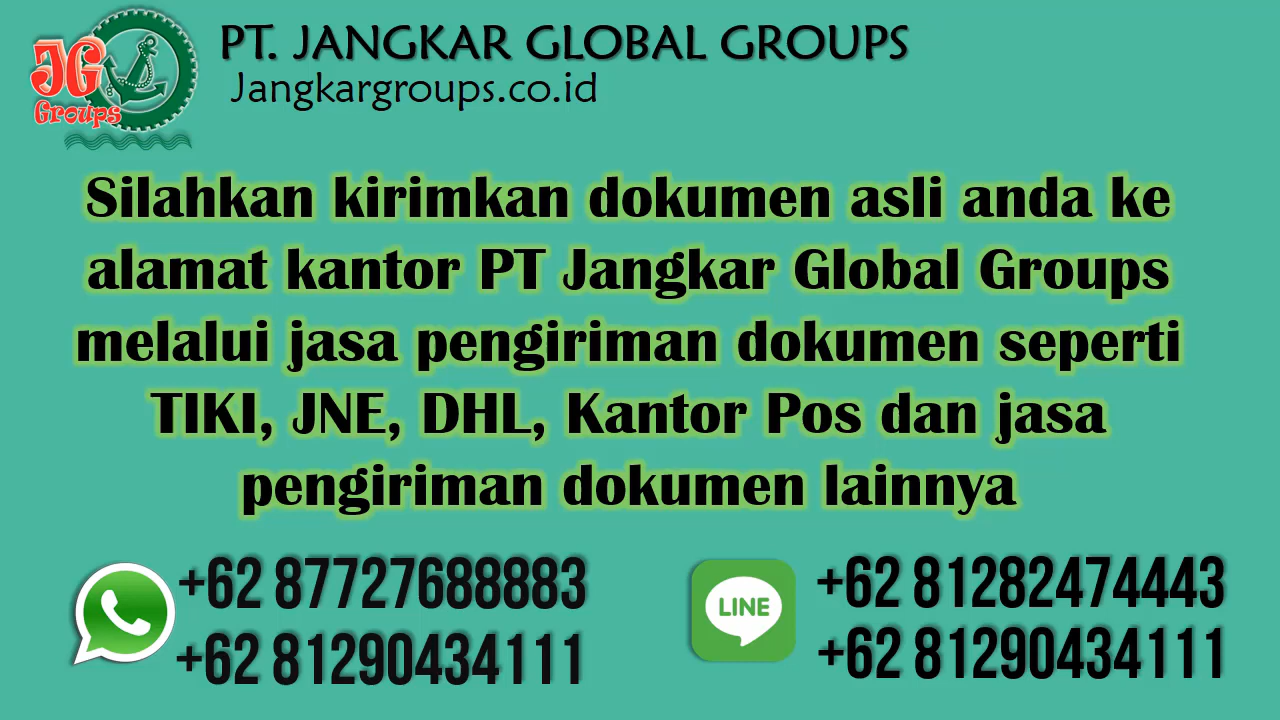 JG
Groups
PT. JANGKAR GLOBAL GROUPS
Jangkargroups.co.id
Silahkan kirimkan dokumen asli anda ke
alamat kantor PT Jangkar Global Groups
melalui jasa pengiriman dokumen seperti
TIKI, JNE, DHL, Kantor Pos dan jasa
pengiriman dokumen lainnya
+62 87727688883
+62 81290434111
LINE
+62 81282474443
+62 81290434111